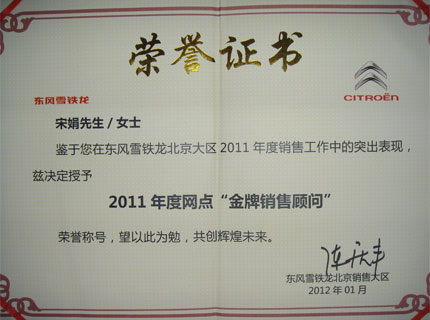 荣誉证书
东风雪铁龙
CITROËN
宋娟先生/女士
鉴于您在东风雪铁龙北京大区2011年度销售工作中的突出表现，
兹决定授予
2011年度网点“金牌销售顾问”
荣誉称号，望以此为勉，共创辉煌未来。
东风雪铁龙北京销售大区
2012年01月